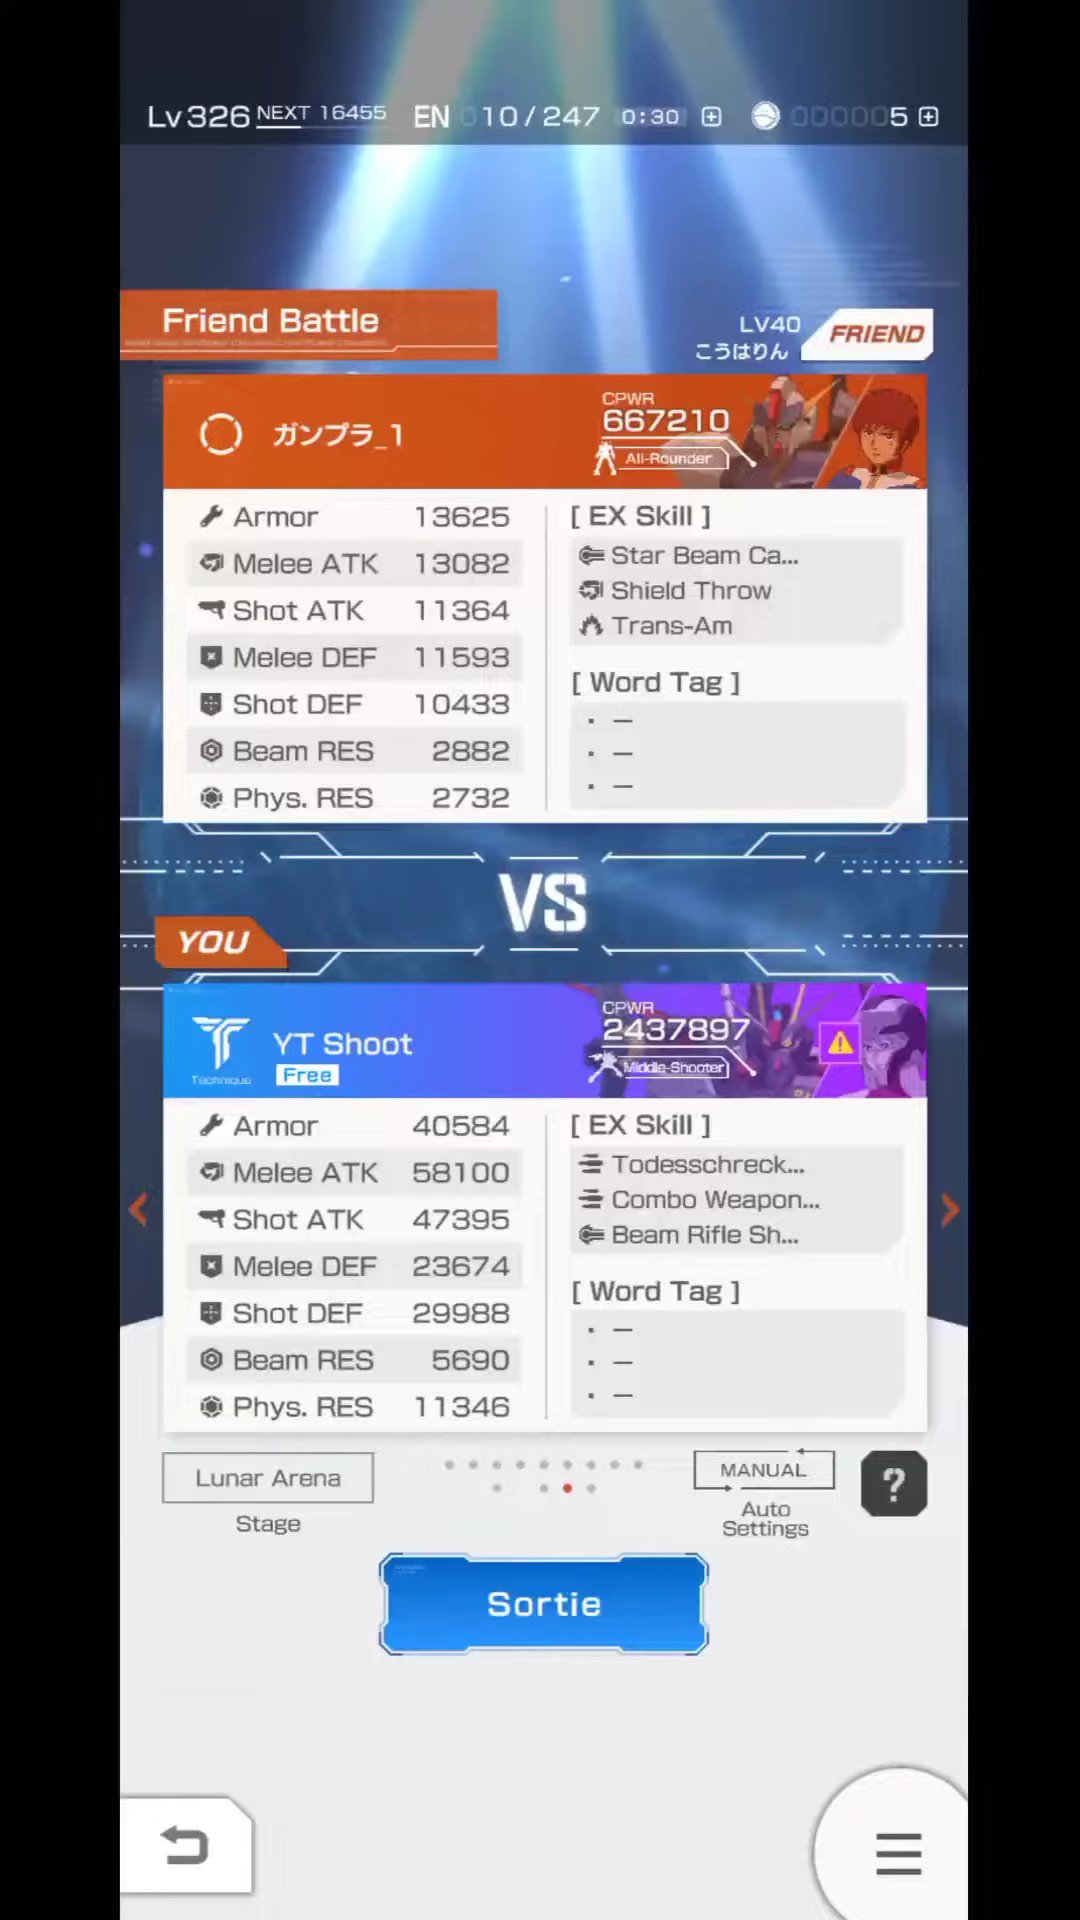 Lv326 NEXT 16455 EN 010/247 0:30 0000005
Friend Battle
LV40
こうはりん
FRIEND
ガンプラ_1
CPWR
667210
All-Rounder
Armor 13625
Melee ATK 13082
Shot ATK 11364
Melee DEF 11593
Shot DEF 10433
Beam RES 2882
Phys. RES 2732
[ EX Skill ]
Star Beam Ca...
Shield Throw
Trans-Am
[ Word Tag ]
・ —
・ —
・ —
VS
YOU
Technique
YT Shoot
Free
CPWR
2437897
Middle-Shooter
Armor 40584
Melee ATK 58100
Shot ATK 47395
Melee DEF 23674
Shot DEF 29988
Beam RES 5690
Phys. RES 11346
[ EX Skill ]
Todesschreck...
Combo Weapon...
Beam Rifle Sh...
[ Word Tag ]
・ —
・ —
・ —
Lunar Arena
Stage
MANUAL
Auto
Settings
?
Sortie